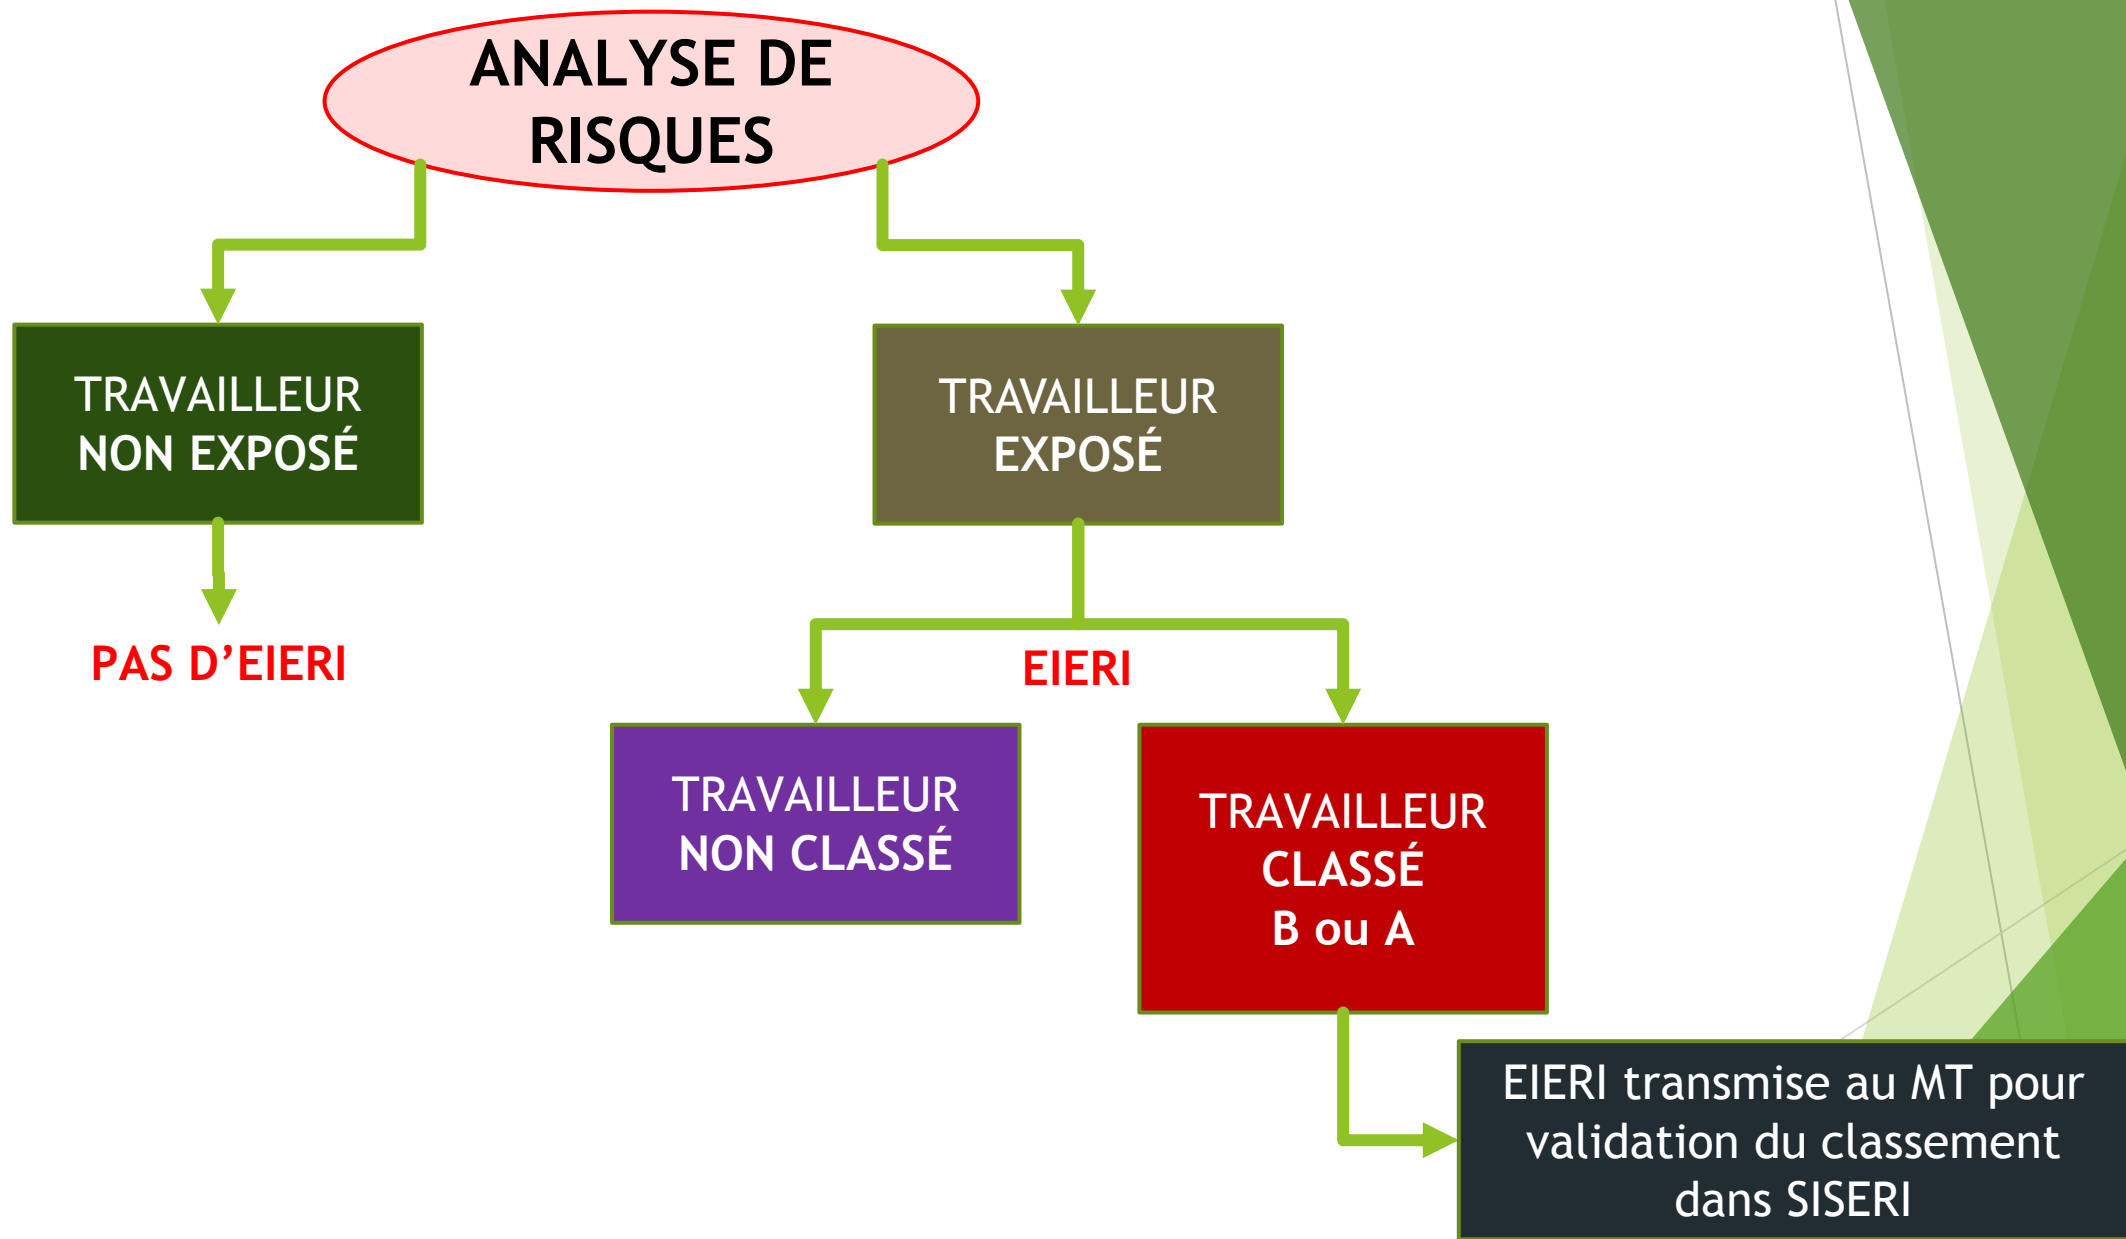 ANALYSE DE
RISQUES
TRAVAILLEUR
NON EXPOSÉ
TRAVAILLEUR
EXPOSÉ
PAS D’EIERI
EIERI
TRAVAILLEUR
NON CLASSÉ
TRAVAILLEUR
CLASSÉ
B ou A
EIERI transmise au MT pour
validation du classement
dans SISERI